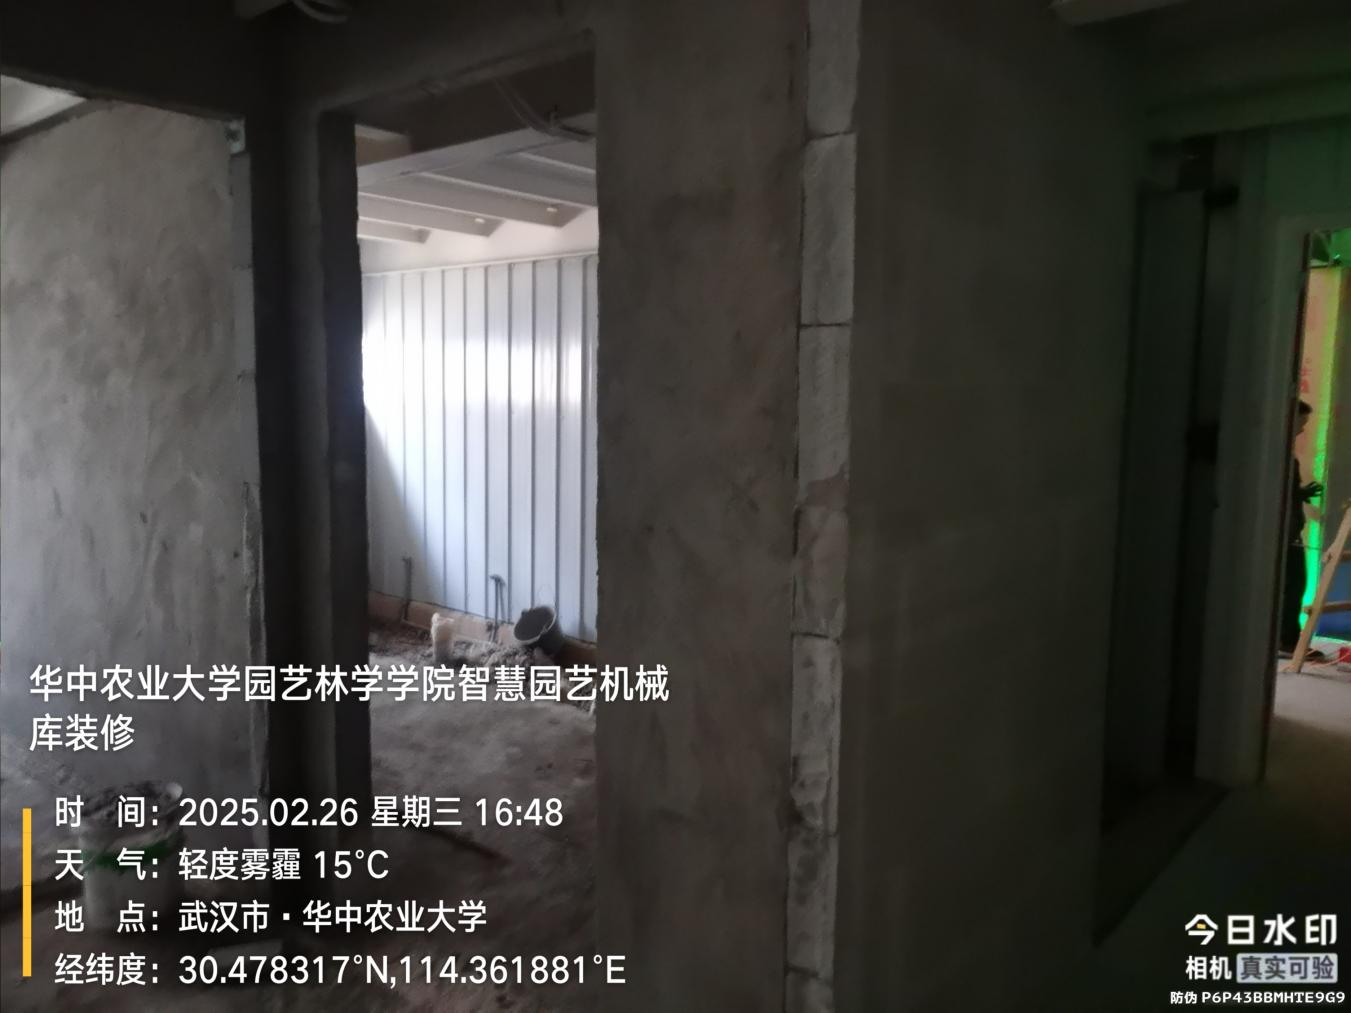 华中农业大学园艺林学学院智慧园艺机械
库装修
时 间：2025.02.26 星期三 16:48
天 气：轻度雾霾 15°C
地 点：武汉市·华中农业大学
经纬度：30.478317°N,114.361881°E
今日水印
相机 真实可验
防伪 P6P43BBMHTE9G9